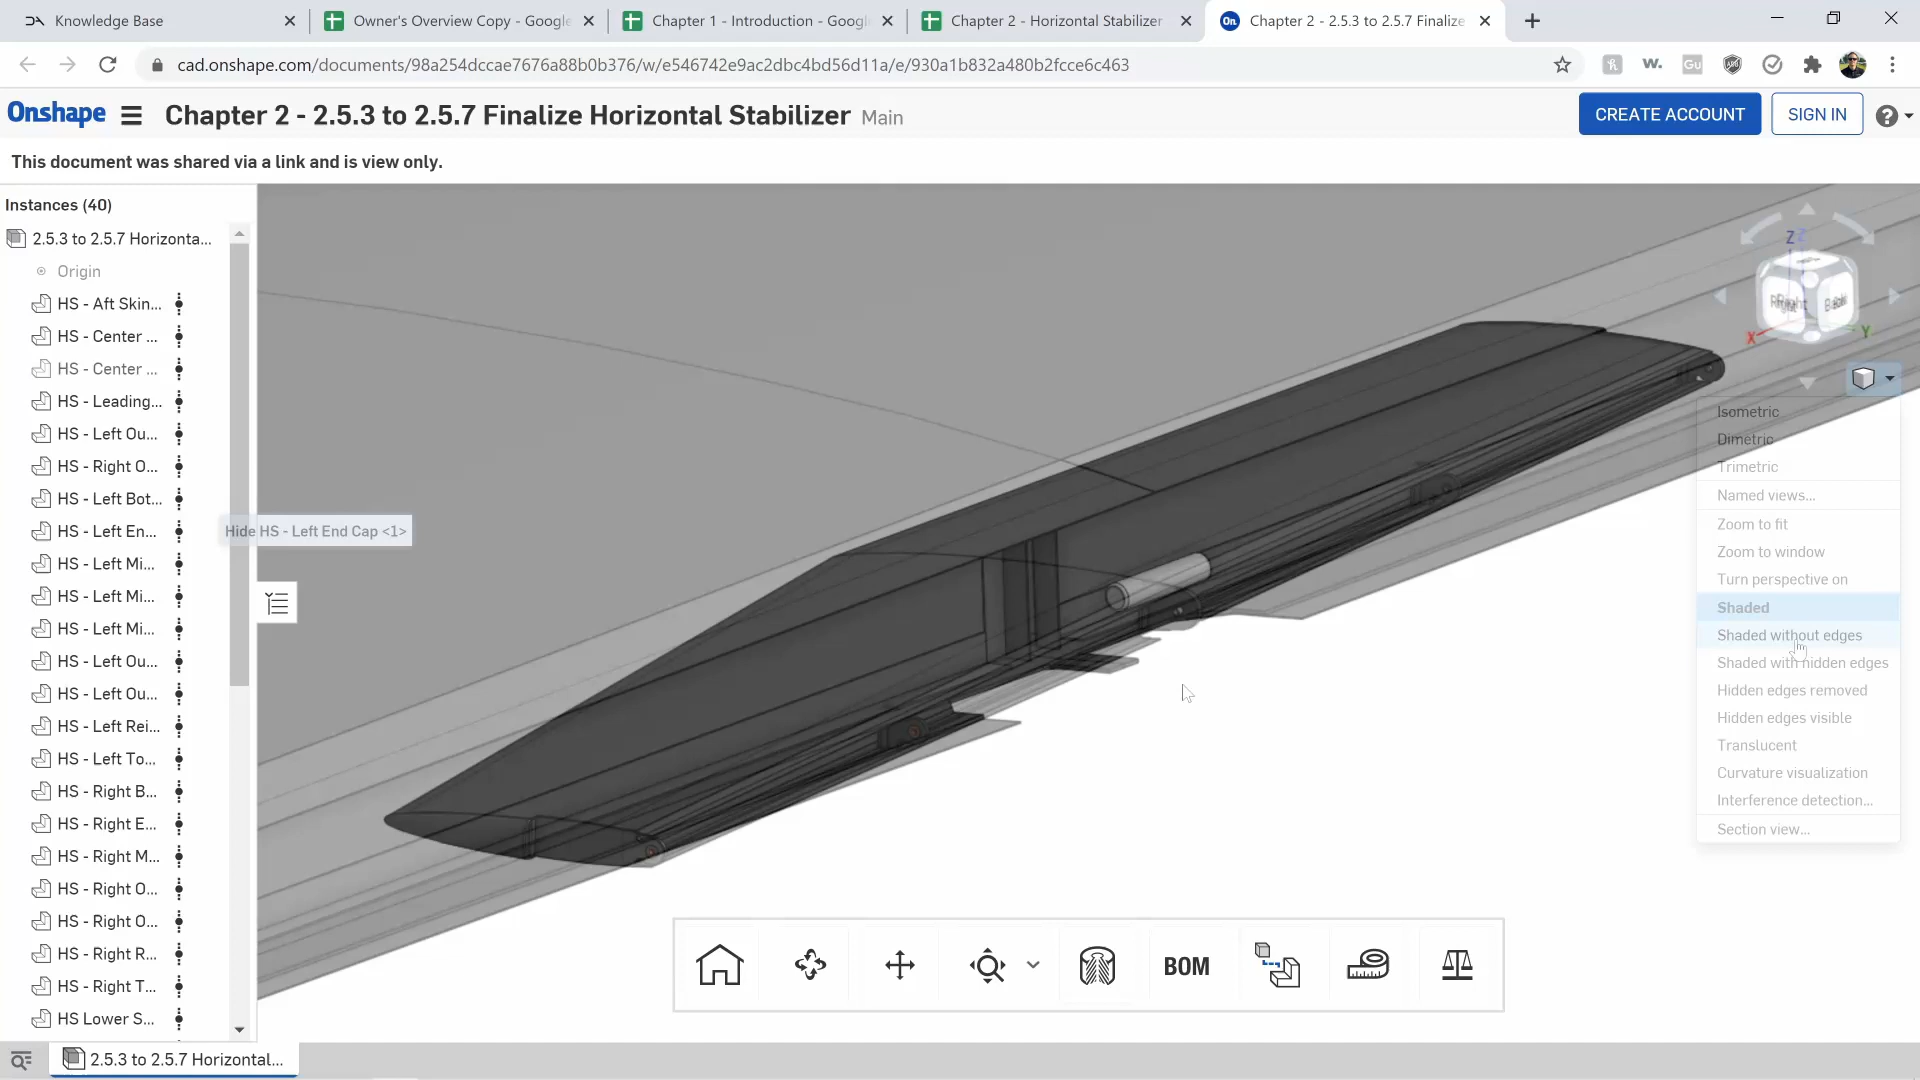 Knowledge Base
Owner's Overview Copy - Google
Chapter 1 - Introduction - Googl
Chapter 2 - Horizontal Stabilizer
On
Chapter 2 - 2.5.3 to 2.5.7 Finalize
cad.onshape.com/documents/98a254dccae7676a88b0b376/w/e546742e9ac2dbc4bd56d11a/e/930a1b832a480b2fcce6c463
w.
Gu
Onshape
Chapter 2 - 2.5.3 to 2.5.7 Finalize Horizontal Stabilizer Main
CREATE ACCOUNT
SIGN IN
?
This document was shared via a link and is view only.
Instances (40)
2.5.3 to 2.5.7 Horizonta...
Origin
HS - Aft Skin...
HS - Center ...
HS - Center ...
HS - Leading...
HS - Left Ou...
HS - Right O...
HS - Left Bot...
HS - Left En...
HS - Left Mi...
HS - Left Mi...
HS - Left Mi...
HS - Left Ou...
HS - Left Ou...
HS - Left Rei...
HS - Left To...
HS - Right B...
HS - Right E...
HS - Right M...
HS - Right O...
HS - Right O...
HS - Right R...
HS - Right T...
HS Lower S...
Hide HS - Left End Cap <1>
Z
Right
X
Y
Isometric
Dimetric
Trimetric
Named views...
Zoom to fit
Zoom to window
Turn perspective on
Shaded
Shaded without edges
Shaded with hidden edges
Hidden edges removed
Hidden edges visible
Translucent
Curvature visualization
Interference detection...
Section view...
BOM
2.5.3 to 2.5.7 Horizontal...